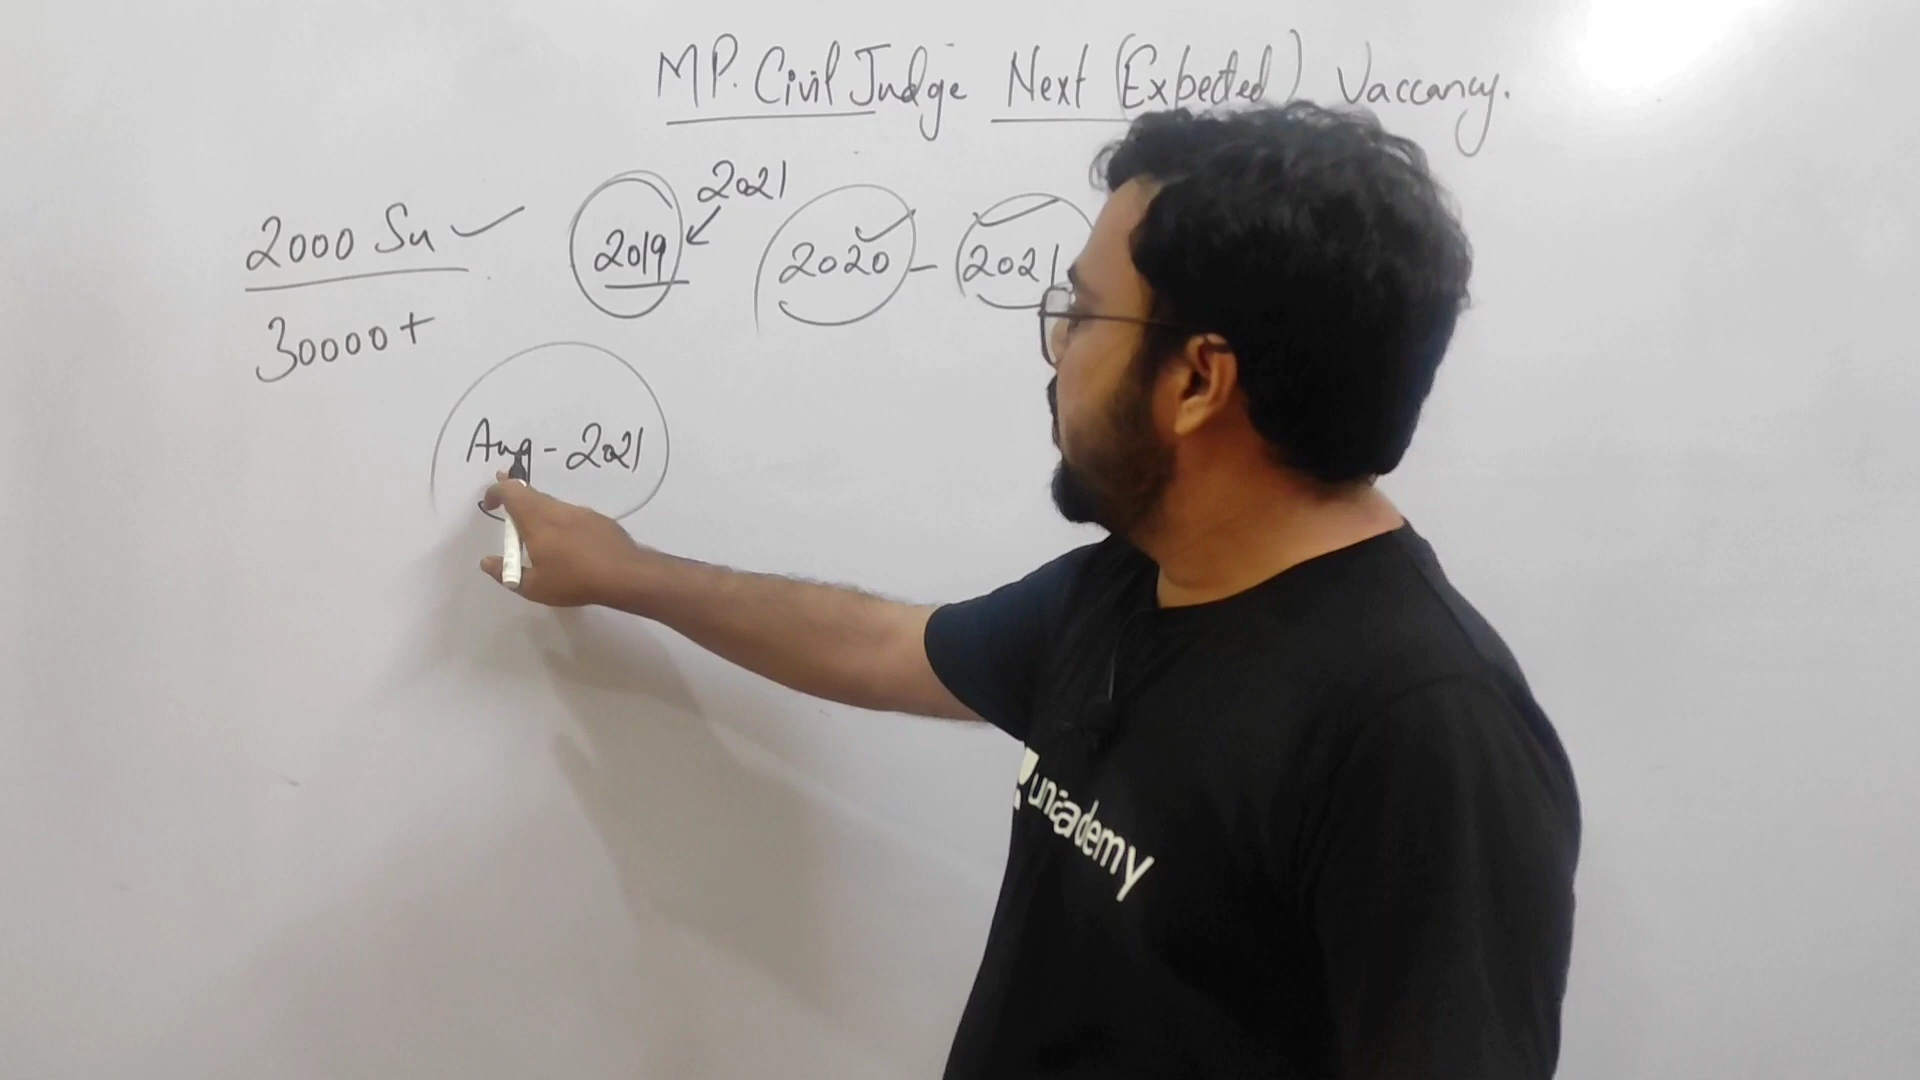 MP. Civil Judge Next (Expected) Vaccancy.
2021
2000 Su
2019
2020 - 2021
30000+
Aug - 2021
unacademy